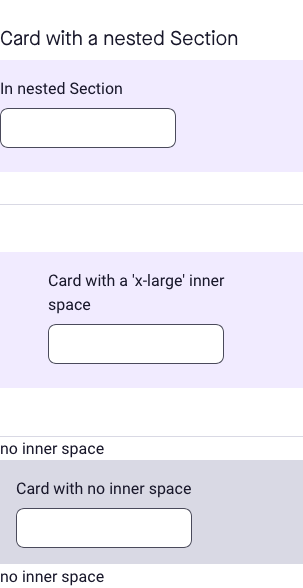 Card with a nested Section
In nested Section
Card with a 'x-large' inner
space
no inner space
Card with no inner space
no inner space